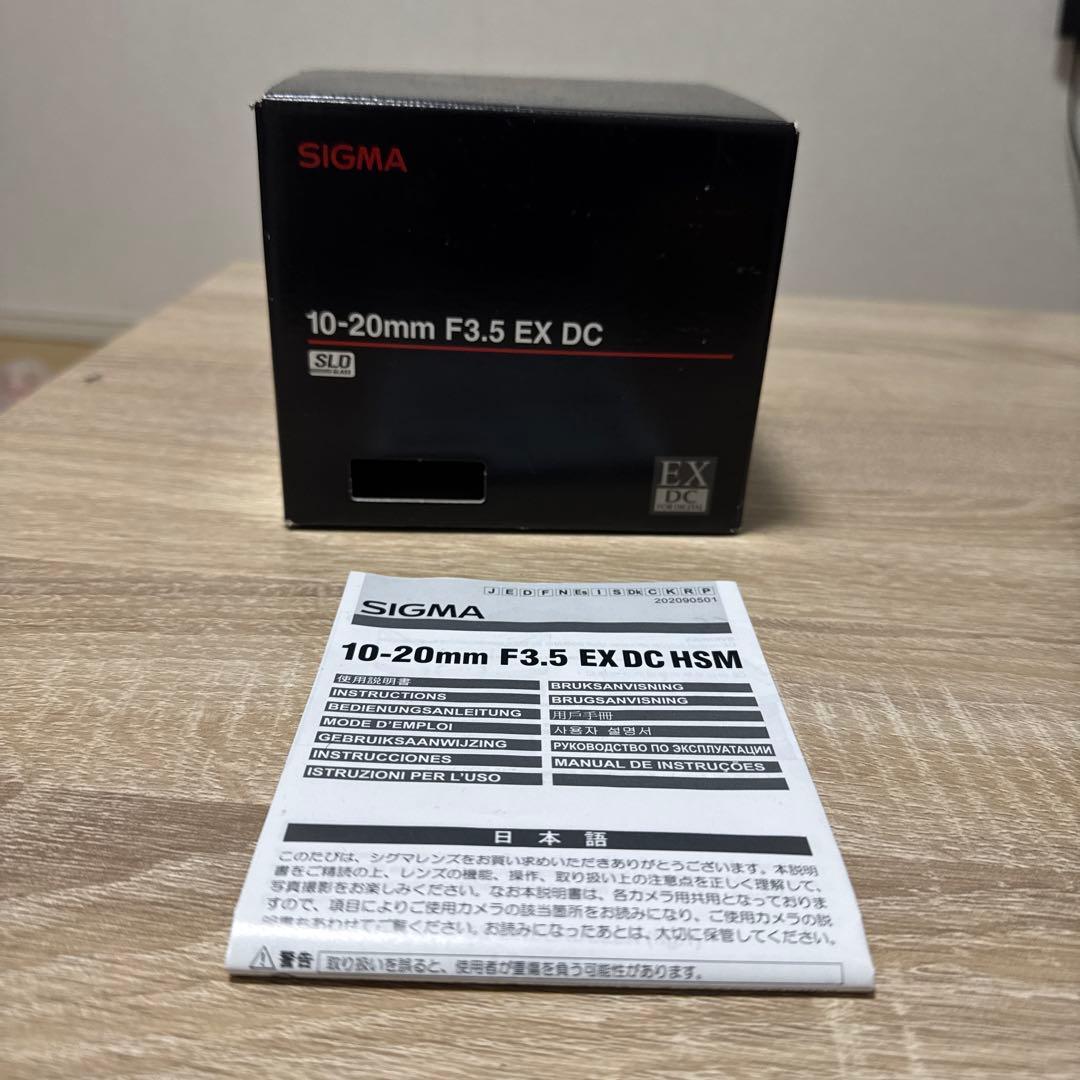 SIGMA
10-20mm F3.5 EX DC
SLD
GLASS
EX
DC
FOR DIGITAL
J E D F N Es I S Dk C K R P
202090501
SIGMA
10-20mm F3.5 EX DC HSM
使用説明書
INSTRUCTIONS
BEDIENUNGSANLEITUNG
MODE D'EMPLOI
GEBRUIKSAANWIJZING
INSTRUCCIONES
ISTRUZIONI PER L'USO
BRUKSANVISNING
BRUGSANVISNING
用戶手冊
사용자 설명서
РУКОВОДСТВО ПО ЭКСПЛУАТАЦИИ
MANUAL DE INSTRUÇÕES
日本語
このたびは、シグマレンズをお買い求めいただきありがとうございます。本説明
書をご精読の上、レンズの機能、操作、取り扱い上の注意点を正しく理解して、
写真撮影をお楽しみください。なお本説明書は、各カメラ用共用となっておりま
すので、項目によりご使用カメラの該当箇所をお読みになり、ご使用カメラの説
明書もあわせてご覧ください。お読みになったあとは、大切に保管してください。
警告 取り扱いを誤ると、使用者が重傷を負う可能性があります。